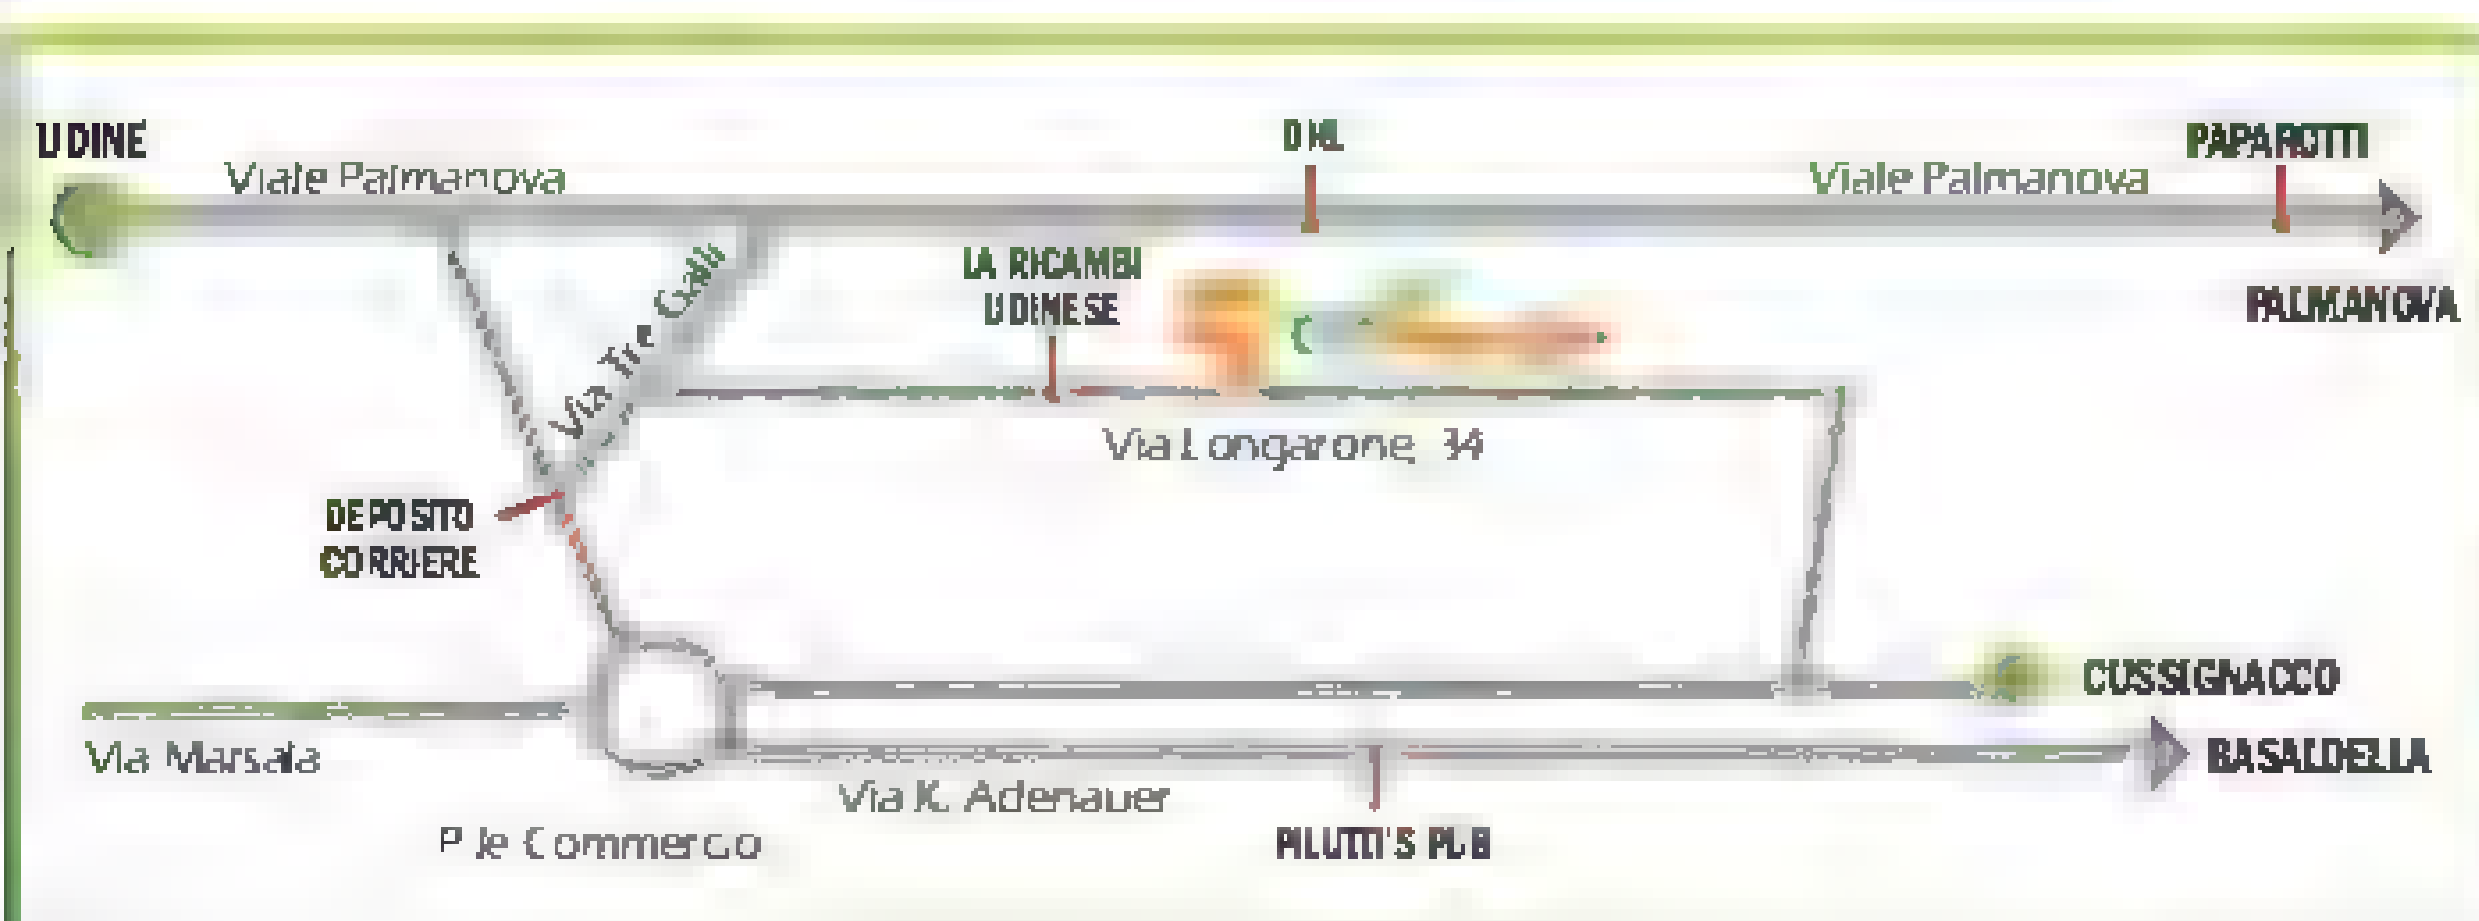 UDINE
Viale Palmanova
DHL
Viale Palmanova
PAPAROTTI
PALMANOVA
Via Tre Galli
LA RICAMBI
UDINESE
Via Longarone, 34
DEPOSITO
CORRIERE
CUSSIGNACCO
BASALDELLA
Via Marsala
Via K. Adenauer
P.le Commercio
PILUTTI'S PUB